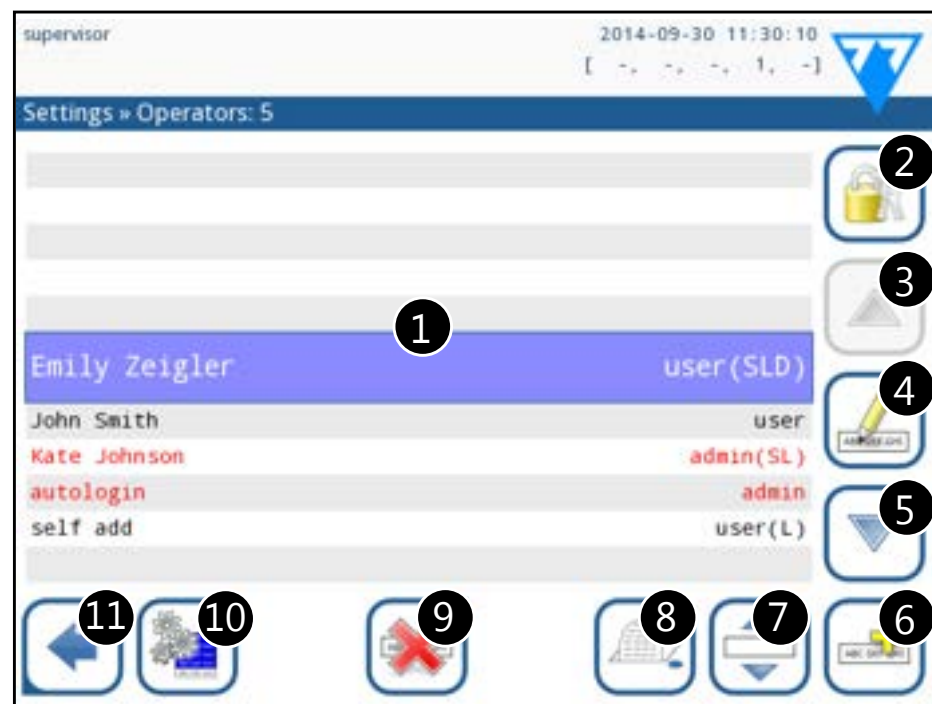 supervisor
2014-09-30 11:30:10
[ -, -, -, 1, -]
77
Settings » Operators: 5
2
3
1
Emily Zeigler user(SLD)
4
John Smith user
Kate Johnson admin(SL)
autologin admin
5
self add user(L)
11 10 9 8 7 6